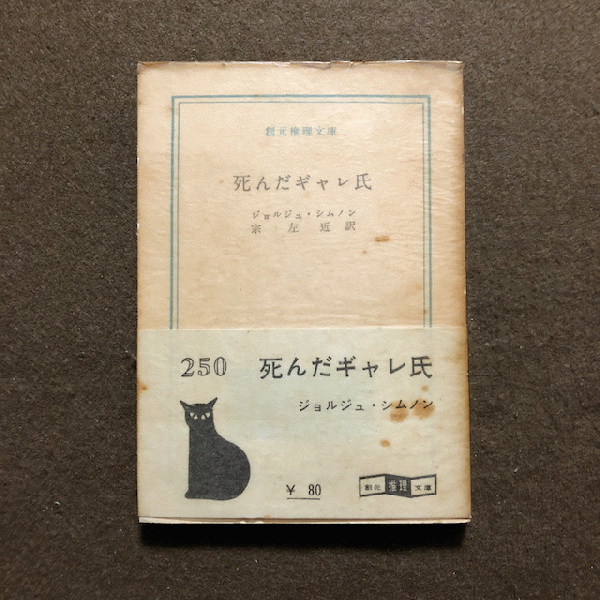 創元推理文庫
死んだギャレ氏
ジョルジュ・シムノン
宗左近訳
250 死んだギャレ氏
ジョルジュ・シムノン
¥ 80
創元推理文庫